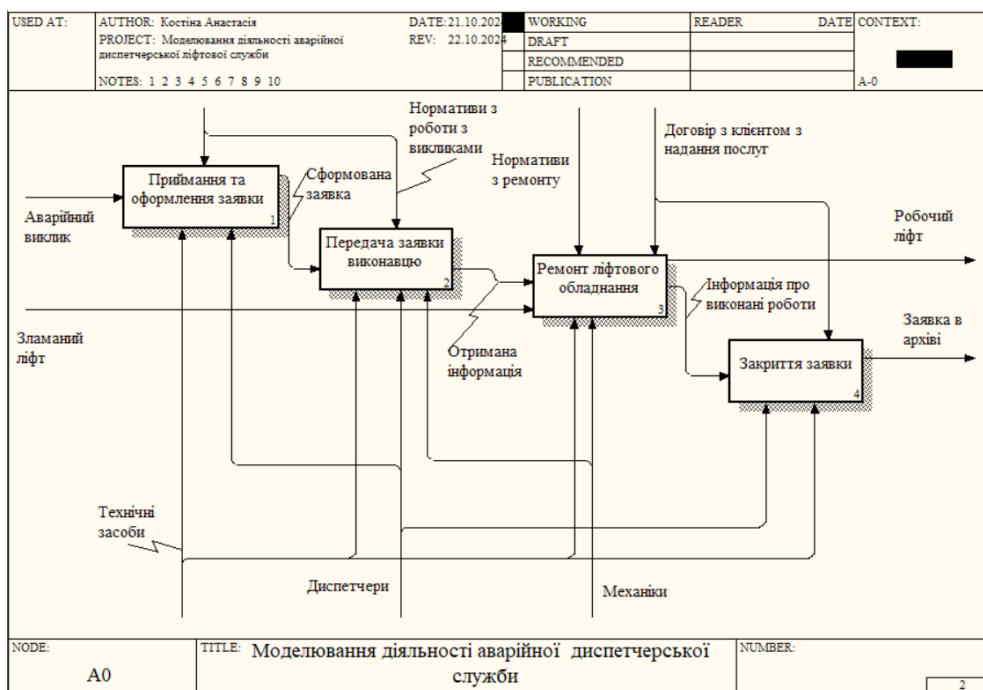 USED AT:
AUTHOR: Костіна Анастасія
DATE: 21.10.202
PROJECT: Моделювання діяльності аварійної
диспетчерської ліфтової служби
REV: 22.10.2024
NOTES: 1 2 3 4 5 6 7 8 9 10
WORKING
DRAFT
RECOMMENDED
PUBLICATION
READER
DATE
CONTEXT:
A-0
Нормативи з
роботи з
викликами
Нормативи
з ремонту
Договір з клієнтом з
надання послуг
Приймання та
оформлення заявки
1
Сформована
заявка
Аварійний
виклик
Передача заявки
виконавцю
2
Ремонт ліфтового
обладнання
3
Робочий
ліфт
Інформація про
виконані роботи
Зламаний
ліфт
Отримана
інформація
Заявка в
архіві
Закриття заявки
4
Технічні
засоби
Диспетчери
Механіки
NODE:
A0
TITLE: Моделювання діяльності аварійної диспетчерської
служби
NUMBER:
2